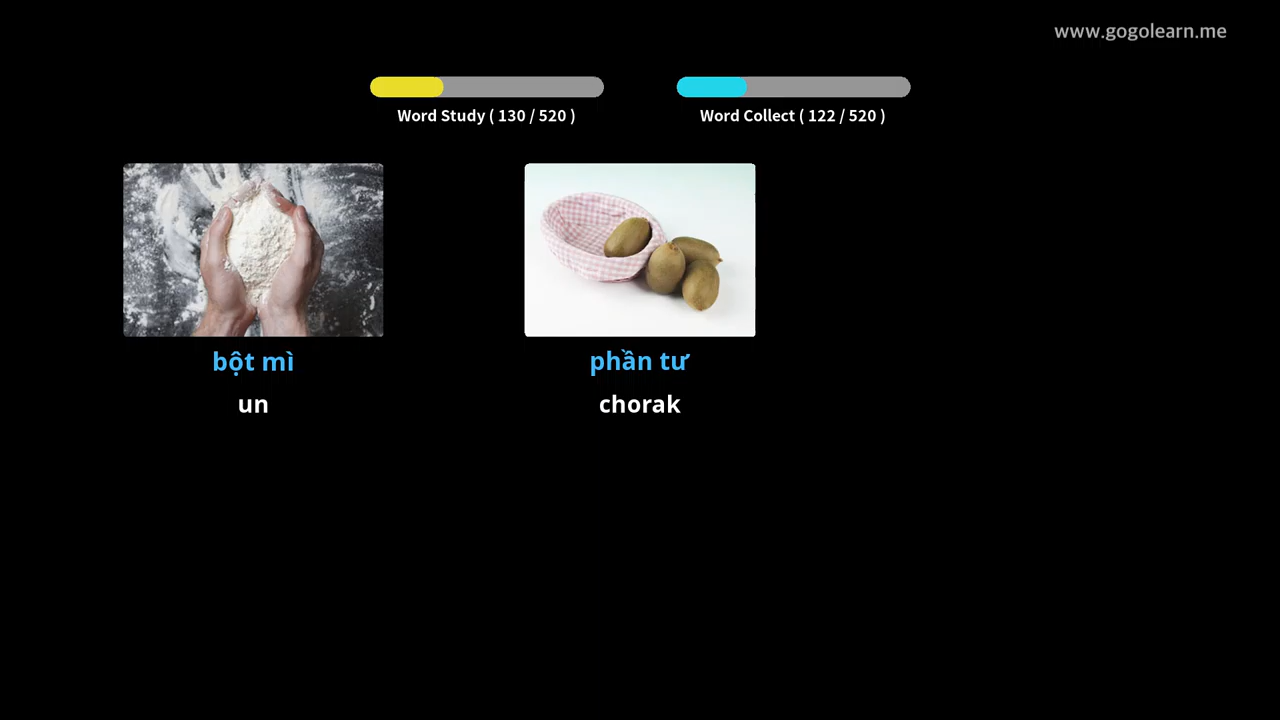 www.gogolearn.me
Word Study ( 130 / 520 )
Word Collect ( 122 / 520 )
bột mì
un
phần tư
chorak